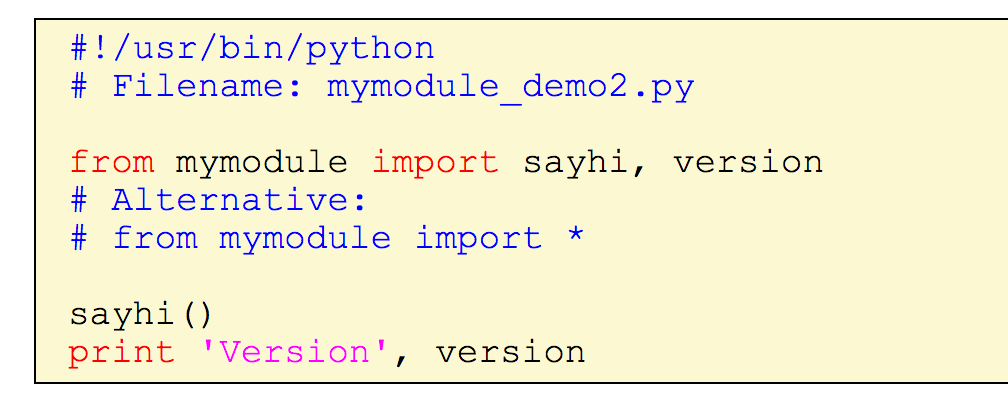 #!/usr/bin/python
# Filename: mymodule_demo2.py
from mymodule import sayhi, version
# Alternative:
# from mymodule import *
sayhi()
print 'Version', version